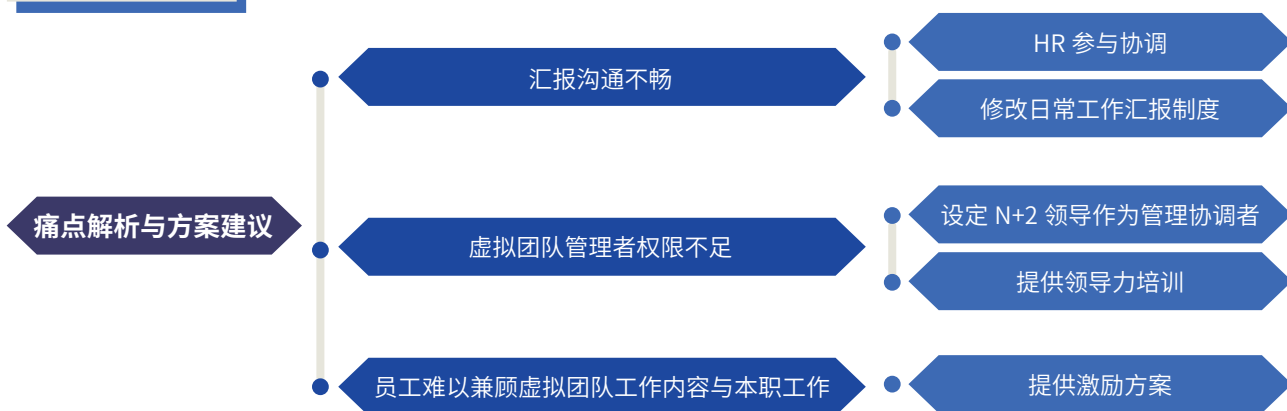 痛点解析与方案建议
汇报沟通不畅
HR 参与协调
修改日常工作汇报制度
虚拟团队管理者权限不足
设定 N+2 领导作为管理协调者
提供领导力培训
员工难以兼顾虚拟团队工作内容与本职工作
提供激励方案